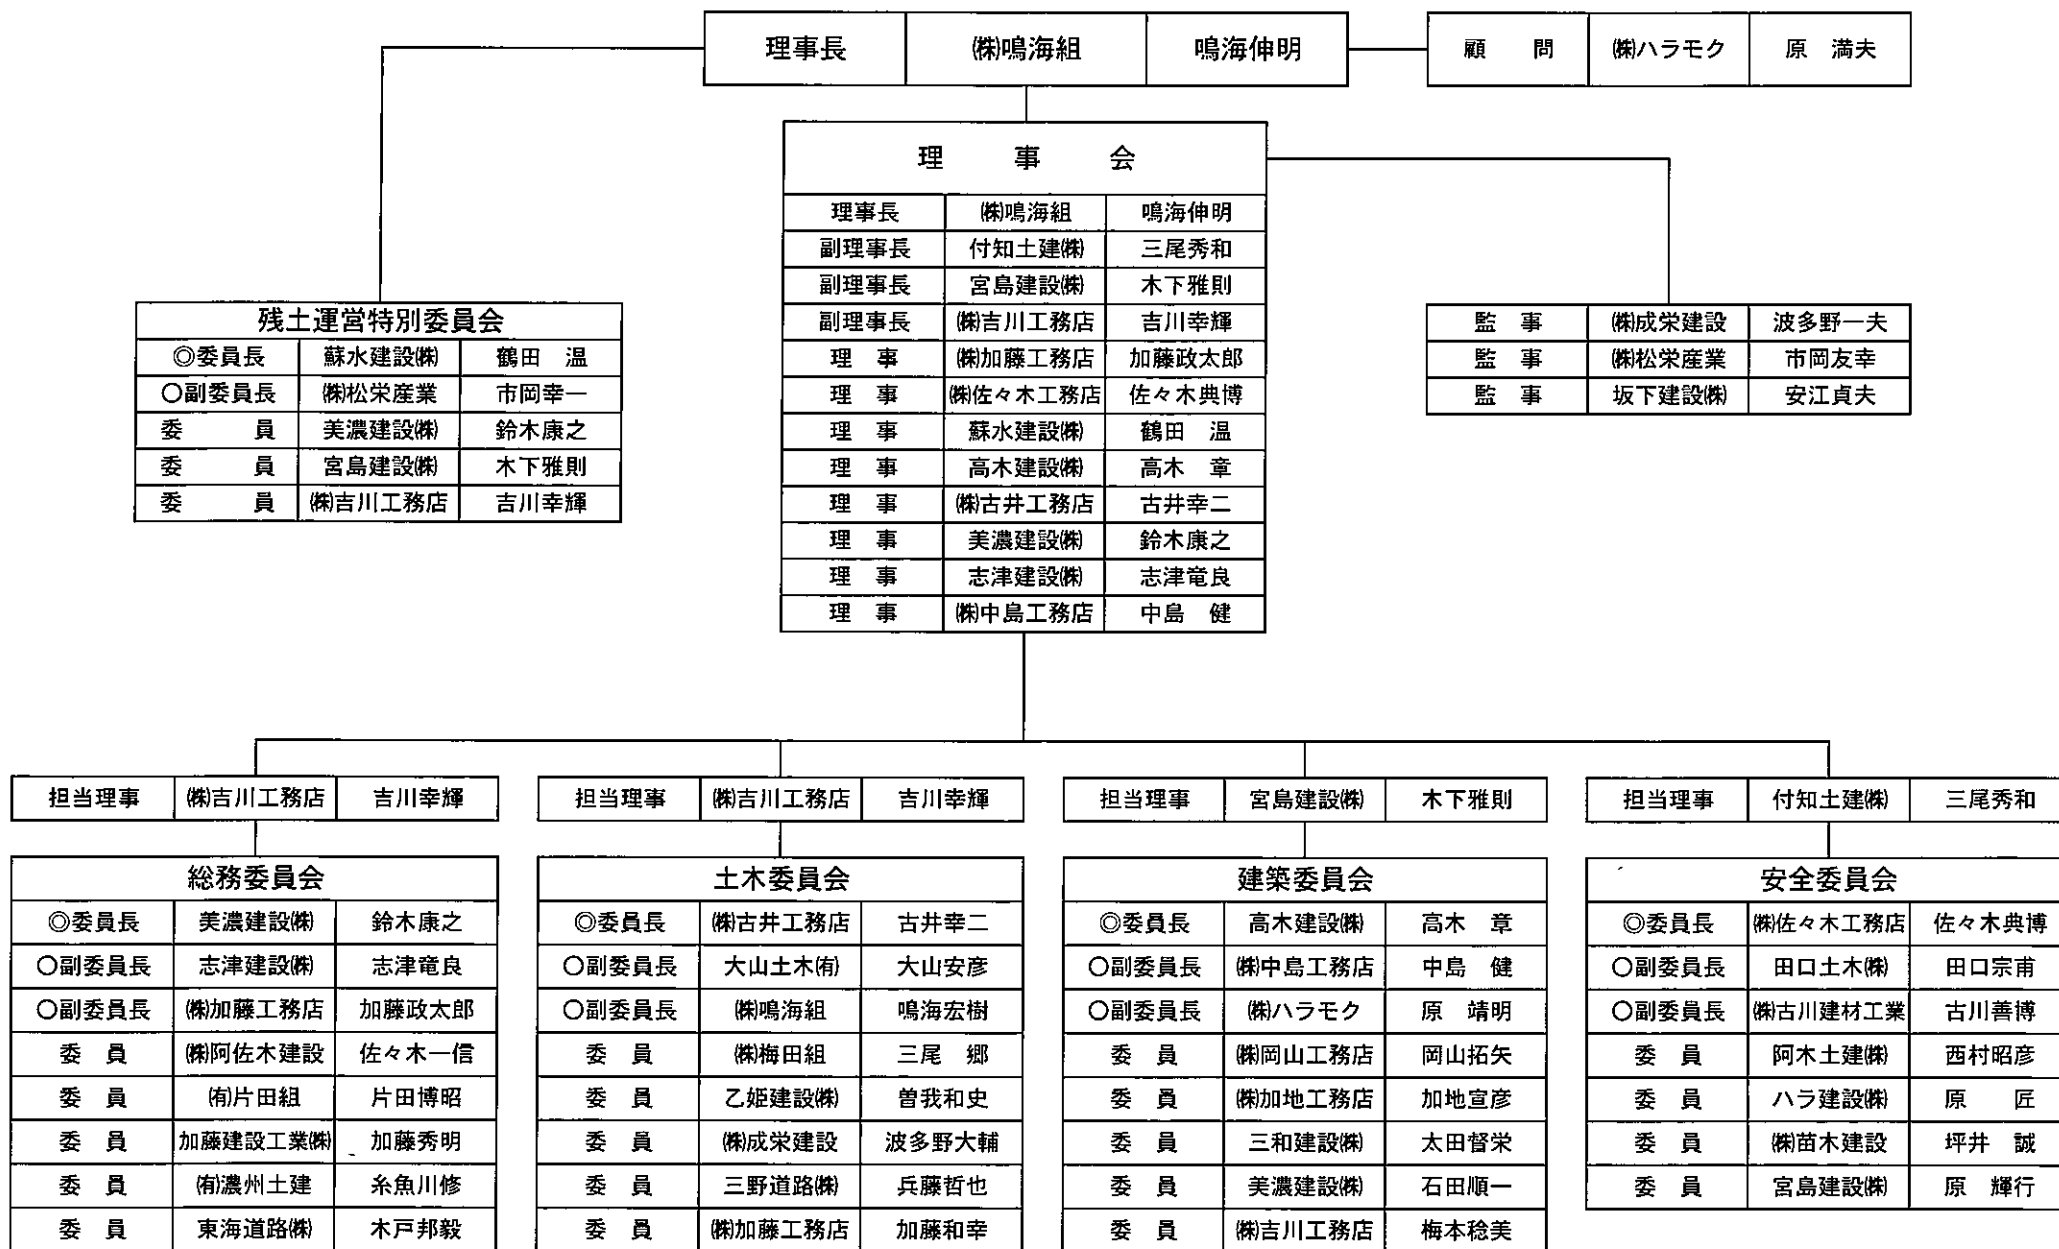 理事長 ㈱鳴海組 鳴海伸明
顧　問 ㈱ハラモク 原　満夫
理　事　会
理事長 ㈱鳴海組 鳴海伸明
副理事長 付知土建㈱ 三尾秀和
副理事長 宮島建設㈱ 木下雅則
副理事長 ㈱吉川工務店 吉川幸輝
理　事 ㈱加藤工務店 加藤政太郎
理　事 ㈱佐々木工務店 佐々木典博
理　事 蘇水建設㈱ 鶴田　温
理　事 高木建設㈱ 高木　章
理　事 ㈱古井工務店 古井幸二
理　事 美濃建設㈱ 鈴木康之
理　事 志津建設㈱ 志津竜良
理　事 ㈱中島工務店 中島　健
残土運営特別委員会
◎委員長 蘇水建設㈱ 鶴田　温
○副委員長 ㈱松栄産業 市岡幸一
委　員 美濃建設㈱ 鈴木康之
委　員 宮島建設㈱ 木下雅則
委　員 ㈱吉川工務店 吉川幸輝
監　事 ㈱成栄建設 波多野一夫
監　事 ㈱松栄産業 市岡友幸
監　事 坂下建設㈱ 安江貞夫
担当理事 ㈱吉川工務店 吉川幸輝
総務委員会
◎委員長 美濃建設㈱ 鈴木康之
○副委員長 志津建設㈱ 志津竜良
○副委員長 ㈱加藤工務店 加藤政太郎
委　員 ㈱阿佐木建設 佐々木一信
委　員 ㈲片田組 片田博昭
委　員 加藤建設工業㈱ 加藤秀明
委　員 ㈲濃州土建 糸魚川修
委　員 東海道路㈱ 木戸邦毅
担当理事 ㈱吉川工務店 吉川幸輝
土木委員会
◎委員長 ㈱古井工務店 古井幸二
○副委員長 大山土木㈲ 大山安彦
○副委員長 ㈱鳴海組 鳴海宏樹
委　員 ㈱梅田組 三尾　郷
委　員 乙姫建設㈱ 曽我和史
委　員 ㈱成栄建設 波多野大輔
委　員 三野道路㈱ 兵藤哲也
委　員 ㈱加藤工務店 加藤和幸
担当理事 宮島建設㈱ 木下雅則
建築委員会
◎委員長 高木建設㈱ 高木　章
○副委員長 ㈱中島工務店 中島　健
○副委員長 ㈱ハラモク 原　靖明
委　員 ㈱岡山工務店 岡山拓矢
委　員 ㈱加地工務店 加地宣彦
委　員 三和建設㈱ 太田督栄
委　員 美濃建設㈱ 石田順一
委　員 ㈱吉川工務店 梅本稔美
担当理事 付知土建㈱ 三尾秀和
安全委員会
◎委員長 ㈱佐々木工務店 佐々木典博
○副委員長 田口土木㈱ 田口宗甫
○副委員長 ㈱古川建材工業 古川善博
委　員 阿木土建㈱ 西村昭彦
委　員 ハラ建設㈱ 原　匠
委　員 ㈱苗木建設 坪井　誠
委　員 宮島建設㈱ 原　輝行